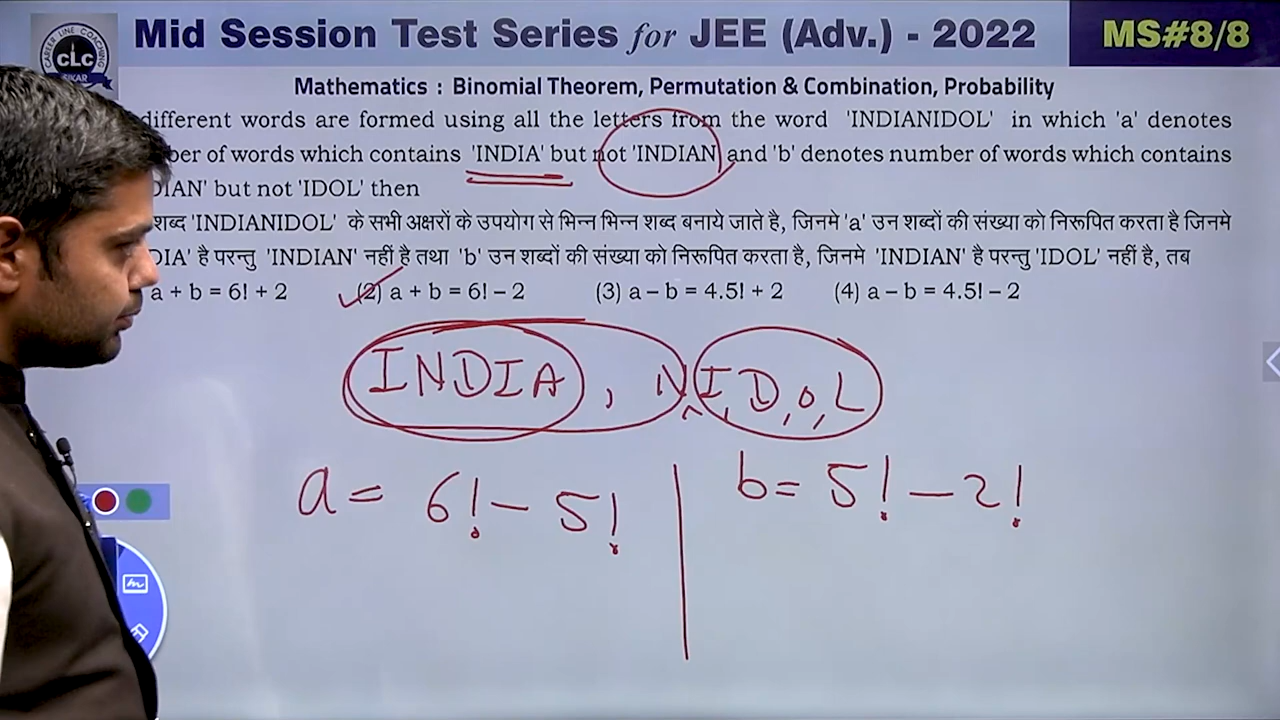 Mid Session Test Series for JEE (Adv.) - 2022
MS#8/8
CAREER LINE COACHING
CLC
SIKAR
Mathematics : Binomial Theorem, Permutation & Combination, Probability
different words are formed using all the letters from the word 'INDIANIDOL' in which 'a' denotes
ber of words which contains 'INDIA' but not 'INDIAN' and 'b' denotes number of words which contains
DIAN' but not 'IDOL' then
शब्द 'INDIANIDOL' के सभी अक्षरों के उपयोग से भिन्न भिन्न शब्द बनाये जाते है, जिनमे 'a' उन शब्दों की संख्या को निरूपित करता है जिनमे
DIA' है परन्तु 'INDIAN' नहीं है तथा 'b' उन शब्दों की संख्या को निरूपित करता है, जिनमे 'INDIAN' है परन्तु 'IDOL' नहीं है, तब
a + b = 6! + 2 (2) a + b = 6! – 2 (3) a – b = 4.5! + 2 (4) a – b = 4.5! – 2
INDIA, N, I, D, O, L
a = 6! – 5! b = 5! – 2!